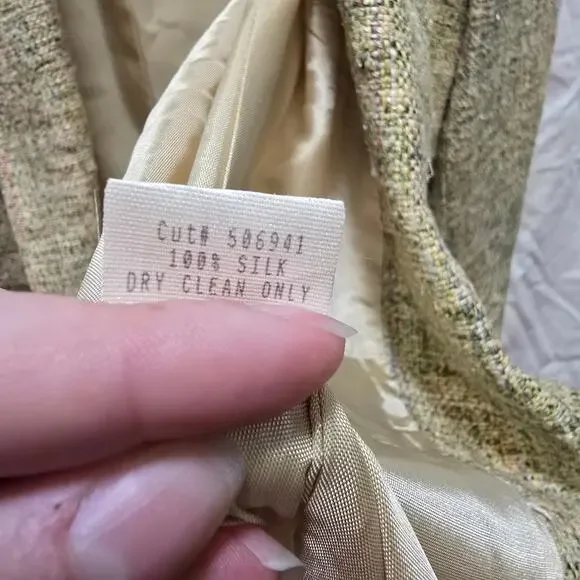 Cut# 506941
100% SILK
DRY CLEAN ONLY